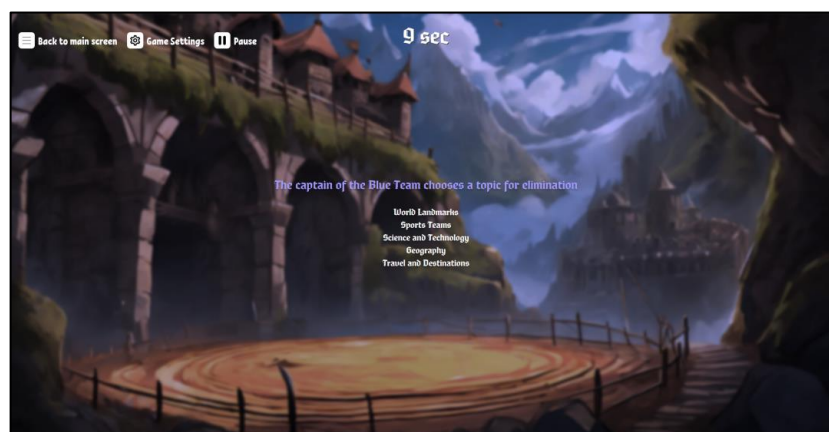 9 sec
Back to main screen
Game Settings
Pause
The captain of the Blue Team chooses a topic for elimination
World Landmarks
Sports Teams
Science and Technology
Geography
Travel and Destinations